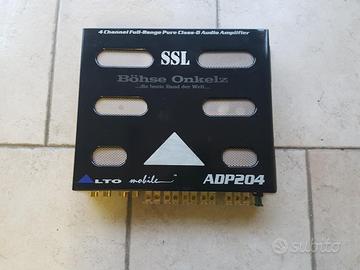 4 Channel Full-Range Pure Class-D Audio Amplifier
SSL
Böhse Onkelz
...die beste Band der Welt...
ALTO mobile
ADP204
subito